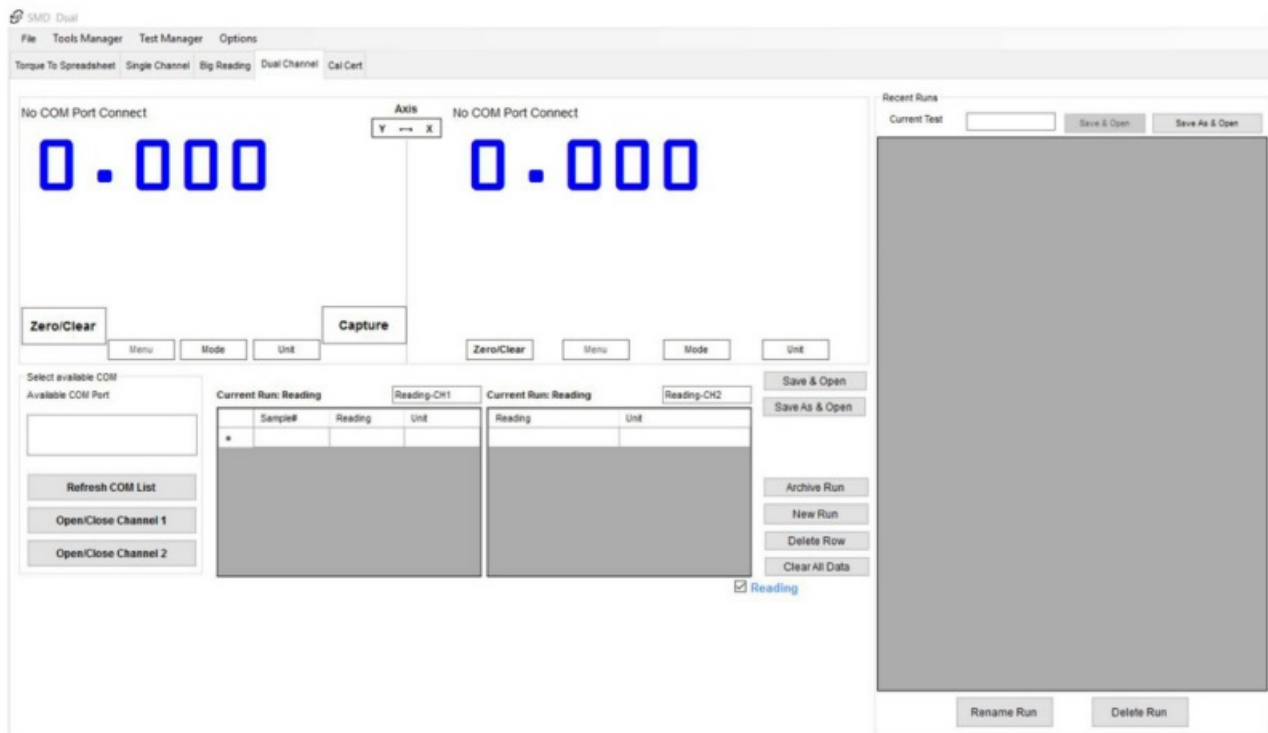 SMD Dual
File Tools Manager Test Manager Options
Torque To Spreadsheet Single Channel Big Reading Dual Channel Cal Cert
No COM Port Connect
0.000
Zero/Clear
Menu
Mode
Unit
Capture
Axis
Y ↔ X
No COM Port Connect
0.000
Zero/Clear
Menu
Mode
Unit
Select available COM
Available COM Port
Refresh COM List
Open/Close Channel 1
Open/Close Channel 2
Current Run: Reading
Reading-CH1
Sample# Reading Unit
Current Run: Reading
Reading-CH2
Reading Unit
Save & Open
Save As & Open
Archive Run
New Run
Delete Row
Clear All Data
Reading
Recent Runs
Current Test
Save & Open
Save As & Open
Rename Run
Delete Run